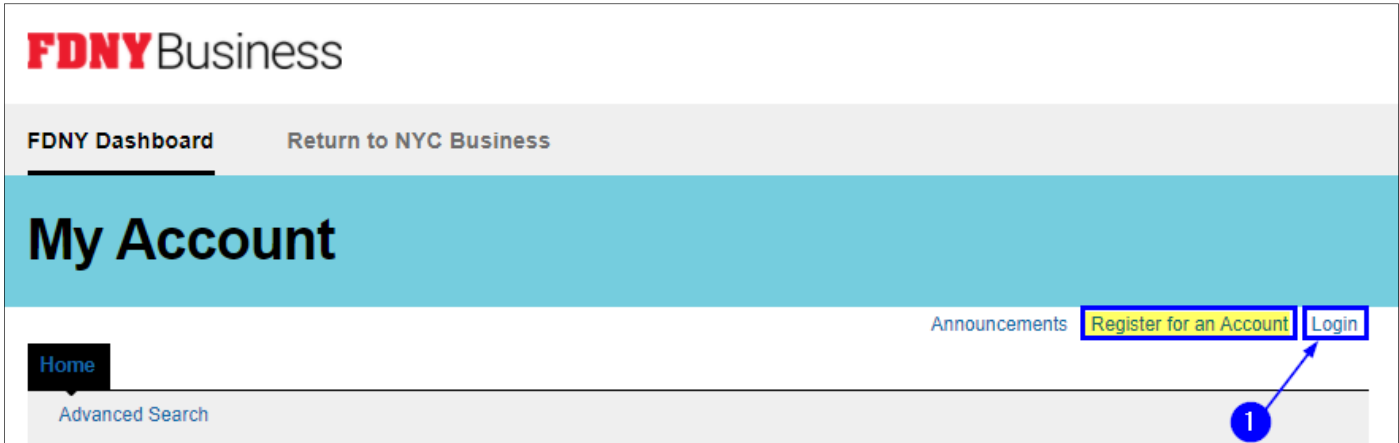 FDNY Business
FDNY Dashboard Return to NYC Business
My Account
Announcements Register for an Account Login
Home
Advanced Search
1